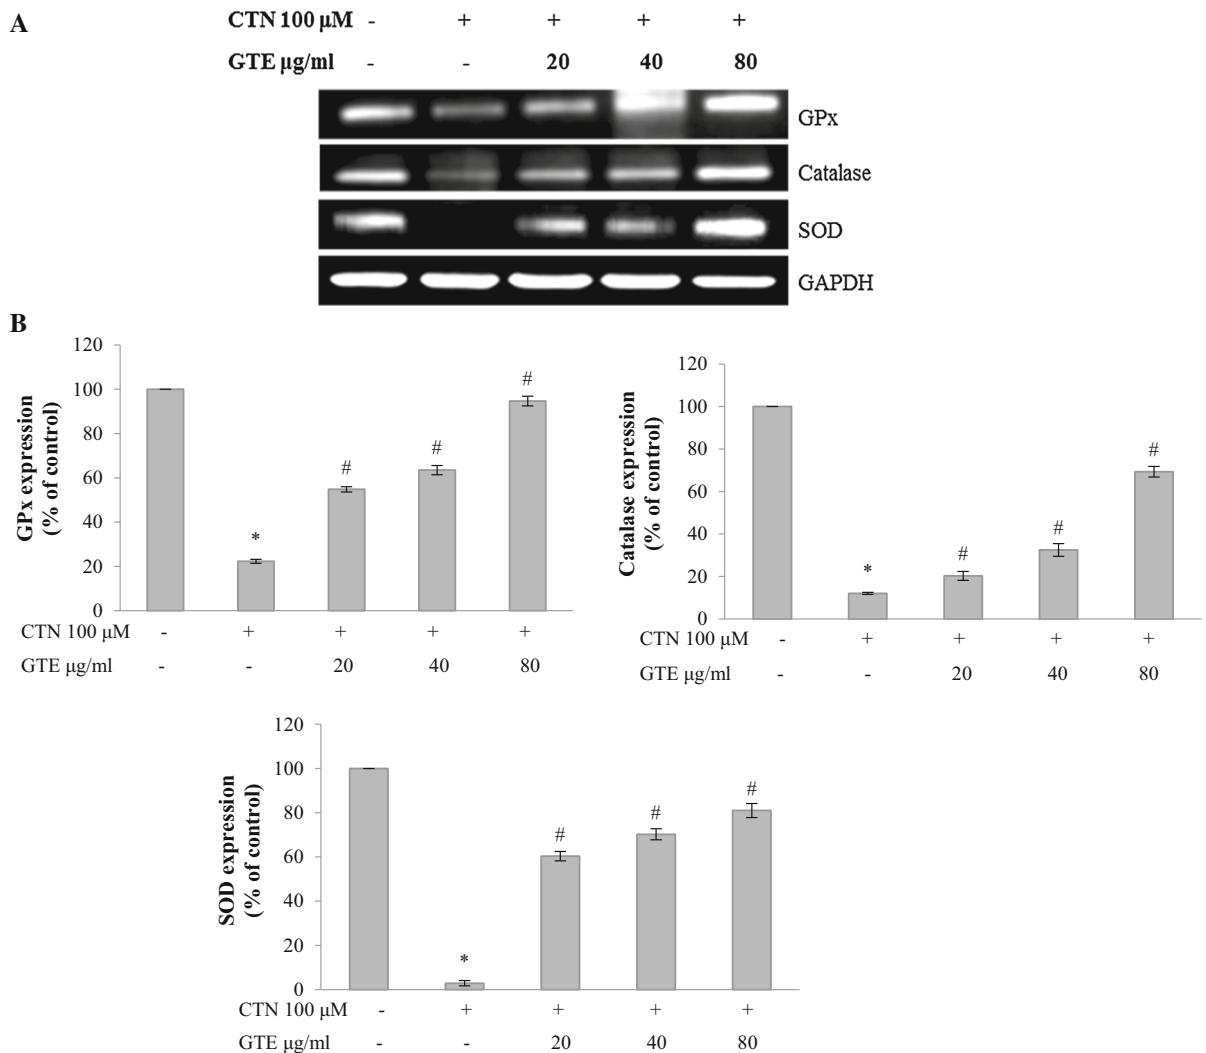 A
CTN 100 μM - + + + +
GTE μg/ml - - 20 40 80
GPx
Catalase
SOD
GAPDH
B
GPx expression
(% of control)
120
100
80
60
40
20
0
*
#
#
#
CTN 100 μM - + + + +
GTE μg/ml - - 20 40 80
Catalase expression
(% of control)
120
100
80
60
40
20
0
*
#
#
#
CTN 100 μM - + + + +
GTE μg/ml - - 20 40 80
SOD expression
(% of control)
120
100
80
60
40
20
0
*
#
#
#
CTN 100 μM - + + + +
GTE μg/ml - - 20 40 80